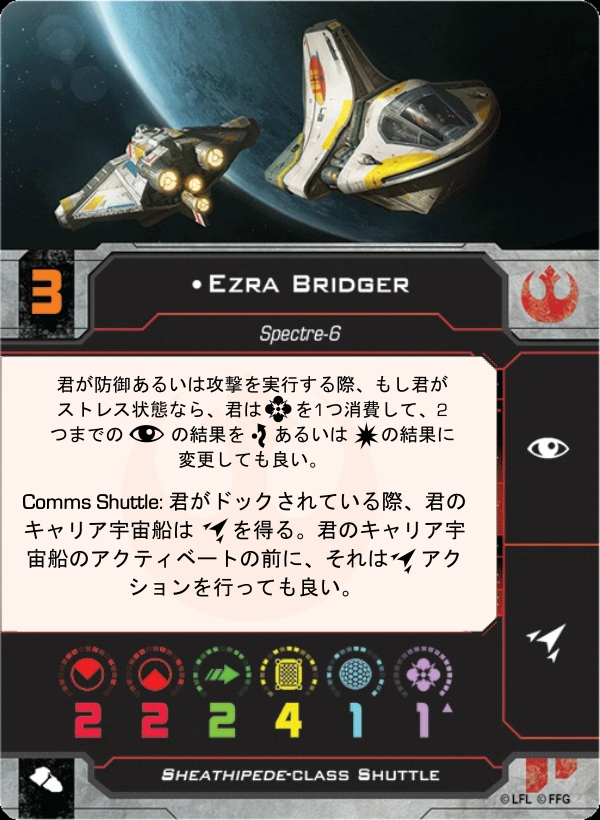 3
•Ezra Bridger
Spectre-6
君が防御あるいは攻撃を実行する際、もし君が
ストレス状態なら、君は を1つ消費して、2
つまでの の結果を あるいは の結果に
変更しても良い。
Comms Shuttle: 君がドックされている際、君の
キャリア宇宙船は を得る。君のキャリア宇
宙船のアクティベートの前に、それは アク
ションを行っても良い。
2 2 2 4 1 1
Sheathipede-class Shuttle
©LFL ©FFG